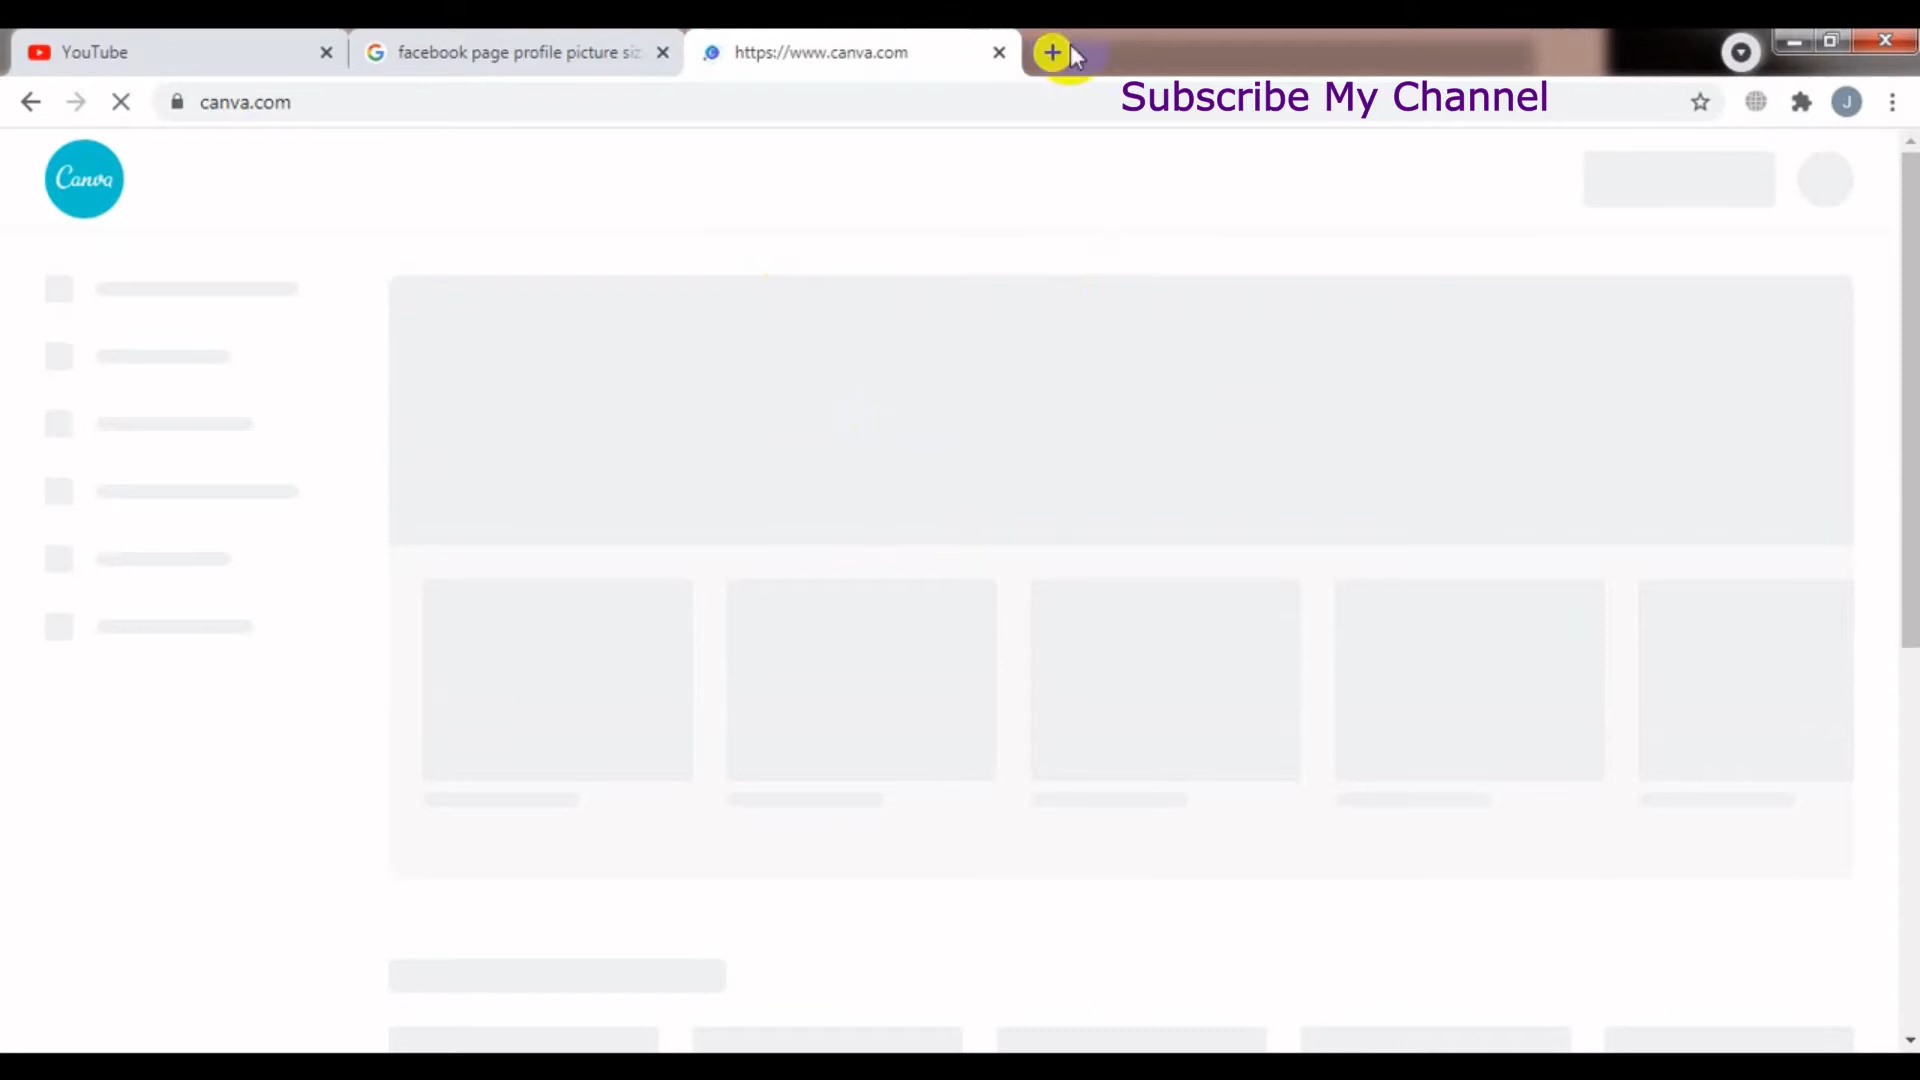 YouTube
facebook page profile picture siz
https://www.canva.com
canva.com
Subscribe My Channel
J
Canva